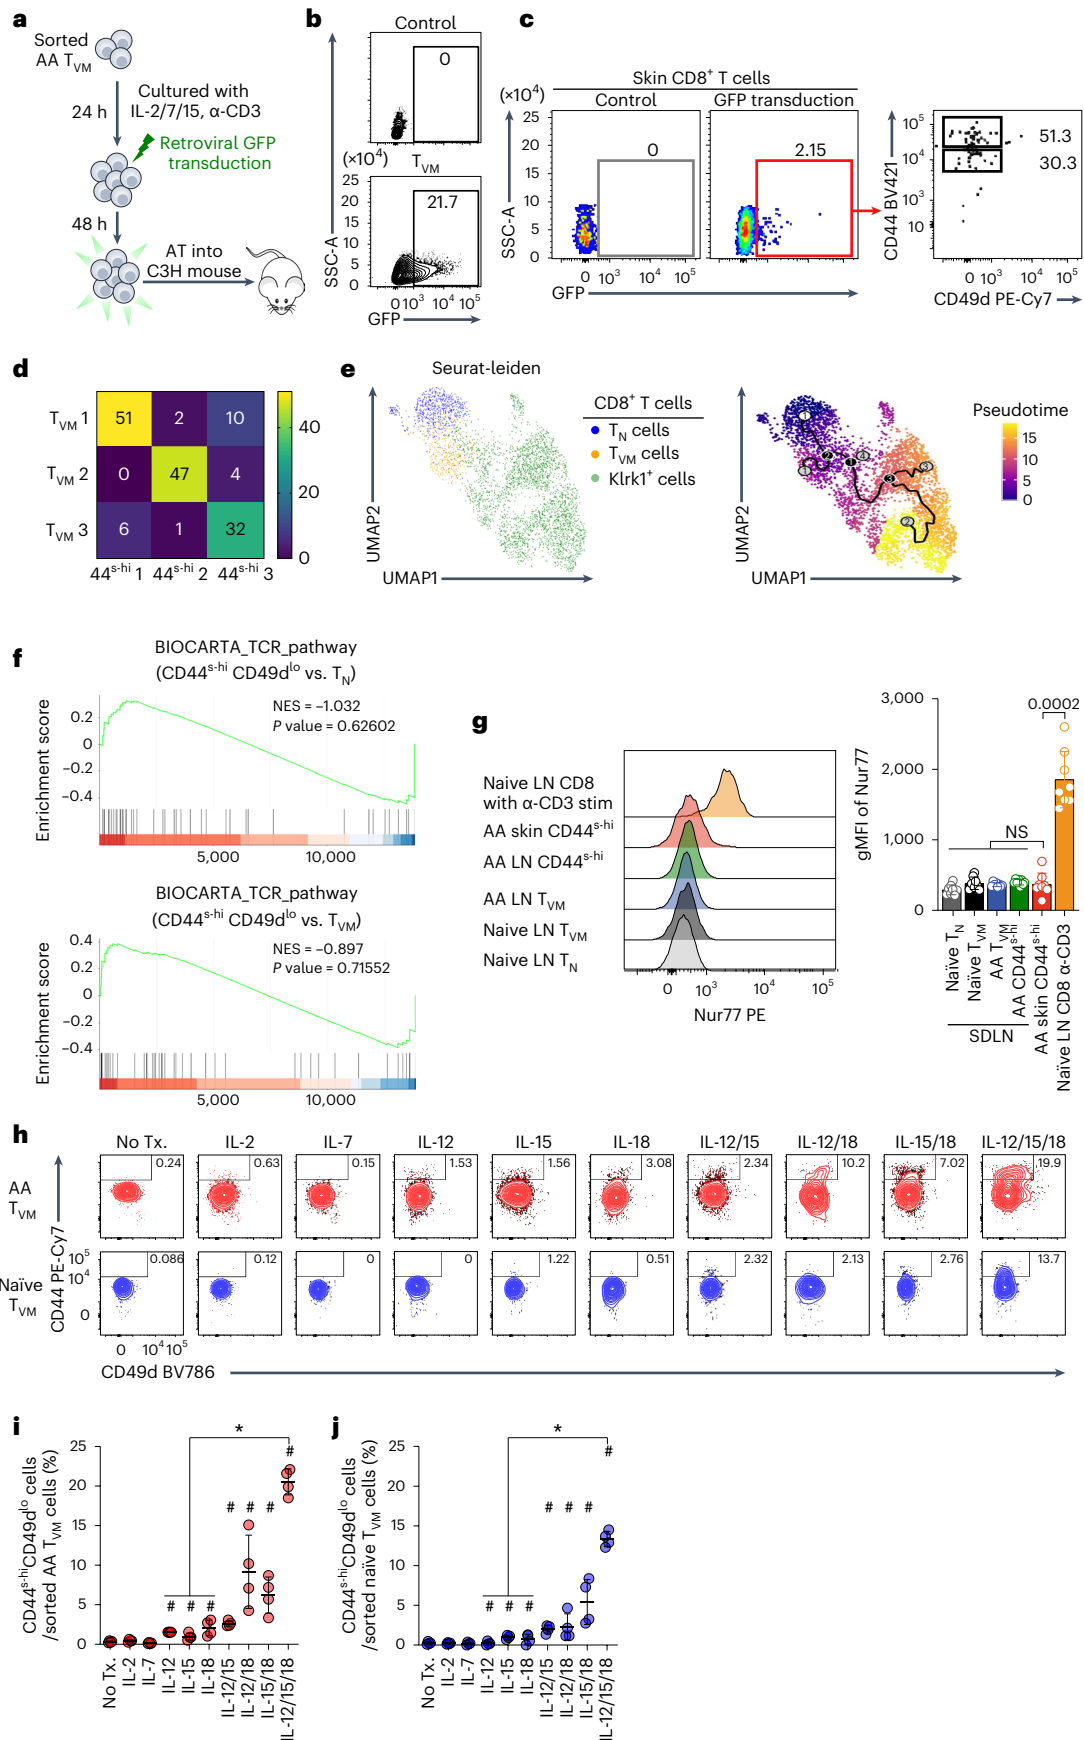 a
Sorted
AA TVM
24 h
Cultured with
IL-2/7/15, α-CD3
Retroviral GFP
transduction
48 h
AT into
C3H mouse
b
Control
0
(×10⁴)
TVM
25
20
15
10
5
0
21.7
SSC-A
0 10³ 10⁴ 10⁵
GFP
c
Skin CD8⁺ T cells
(×10⁴)
Control
GFP transduction
25
20
15
10
5
0
0
2.15
SSC-A
0 10³ 10⁴ 10⁵
0 10³ 10⁴ 10⁵
GFP
CD44 BV421
10⁵
10⁴
10³
10
51.3
30.3
0 10³ 10⁴ 10⁵
CD49d PE-Cy7
d
TVM 1
TVM 2
TVM 3
51 2 10
0 47 4
6 1 32
44s-hi 1 44s-hi 2 44s-hi 3
40
20
0
e
Seurat-leiden
CD8⁺ T cells
TN cells
TVM cells
Klrk1⁺ cells
UMAP2
UMAP1
1
1
2
1
4
3
3
2
UMAP2
UMAP1
Pseudotime
15
10
5
0
f
BIOCARTA_TCR_pathway
(CD44s-hi CD49dlo vs. TN)
NES = −1.032
P value = 0.62602
Enrichment score
0.2
0
−0.2
−0.4
5,000 10,000
BIOCARTA_TCR_pathway
(CD44s-hi CD49dlo vs. TVM)
NES = −0.897
P value = 0.71552
Enrichment score
0.4
0.2
0
−0.2
−0.4
5,000 10,000
g
Naive LN CD8
with α-CD3 stim
AA skin CD44s-hi
AA LN CD44s-hi
AA LN TVM
Naive LN TVM
Naive LN TN
0 10³ 10⁴ 10⁵
Nur77 PE
gMFI of Nur77
3,000
2,000
1,000
0
0.0002
NS
Naïve TN
Naïve TVM
AA TVM
AA CD44s-hi
AA skin CD44s-hi
Naïve LN CD8 α-CD3
SDLN
h
No Tx. IL-2 IL-7 IL-12 IL-15 IL-18 IL-12/15 IL-12/18 IL-15/18 IL-12/15/18
AA
TVM
0.24 0.63 0.15 1.53 1.56 3.08 2.34 10.2 7.02 19.9
Naïve
TVM
0.086 0.12 0 0 1.22 0.51 2.32 2.13 2.76 13.7
CD44 PE-Cy7
10⁵
10⁴
0
0 10⁴ 10⁵
CD49d BV786
i
CD44s-hiCD49dlo cells
/sorted AA TVM cells (%)
25
20
15
10
5
0
*
#
# # #
# # #
No Tx.
IL-2
IL-7
IL-12
IL-15
IL-18
IL-12/15
IL-12/18
IL-15/18
IL-12/15/18
j
CD44s-hiCD49dlo cells
/sorted naïve TVM cells (%)
25
20
15
10
5
0
*
#
# # #
# # #
No Tx.
IL-2
IL-7
IL-12
IL-15
IL-18
IL-12/15
IL-12/18
IL-15/18
IL-12/15/18